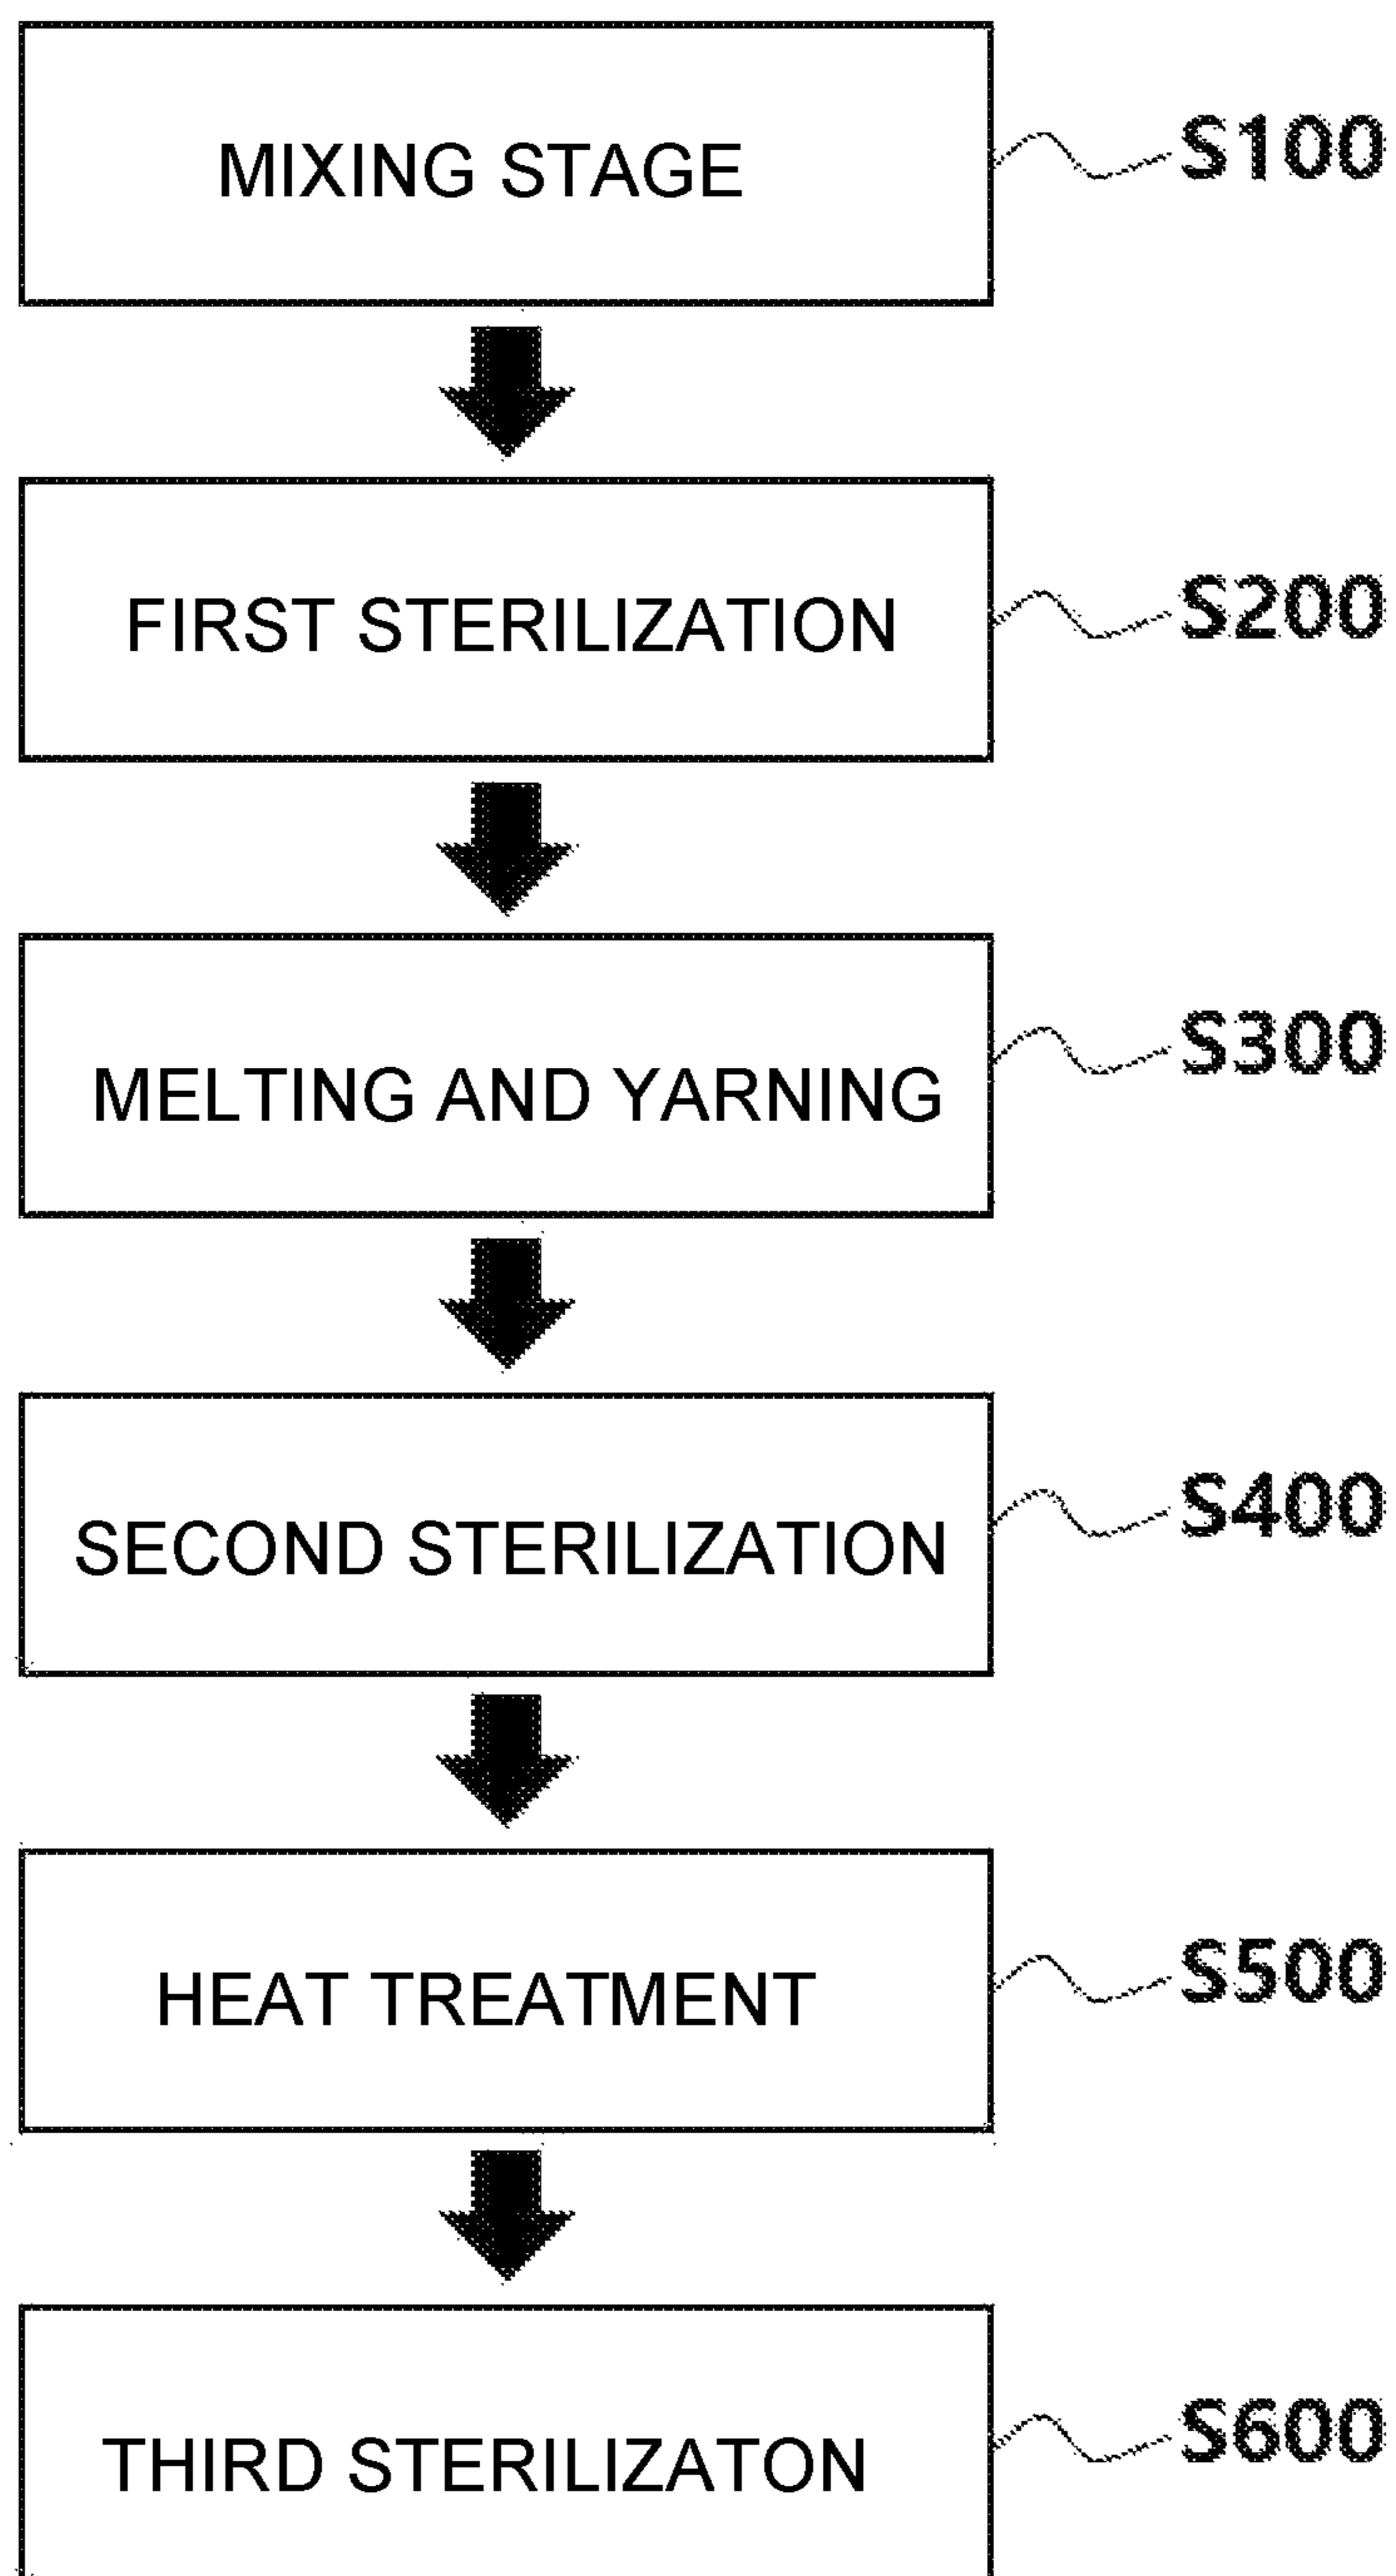 MIXING STAGE
S100
FIRST STERILIZATION
S200
MELTING AND YARNING
S300
SECOND STERILIZATION
S400
HEAT TREATMENT
S500
THIRD STERILIZATON
S600